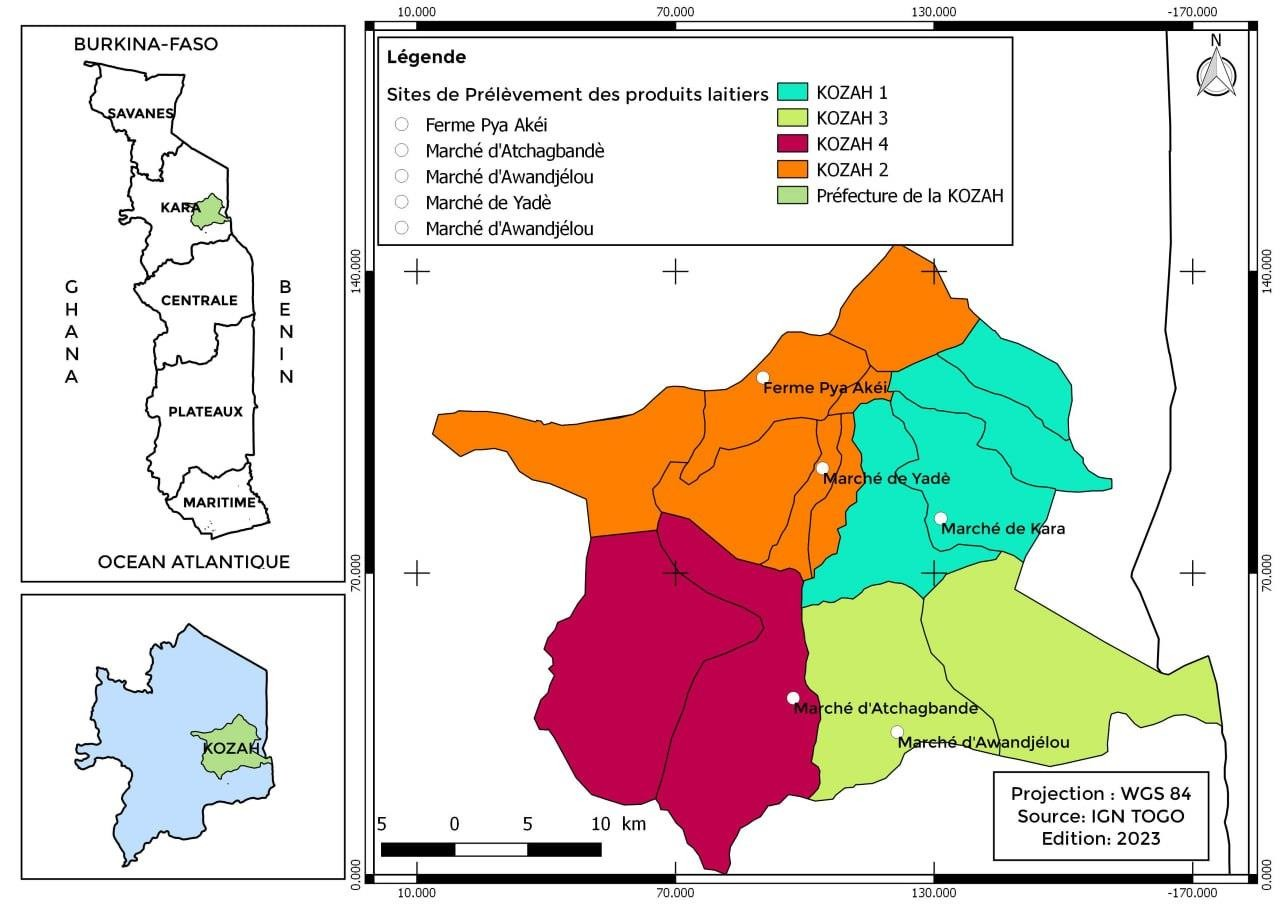 BURKINA-FASO
SAVANES
KARA
CENTRALE
PLATEAUX
MARITIME
GHANA
BENIN
OCEAN ATLANTIQUE
KOZAH
10.000 70.000 130.000 -170.000
N
Légende
Sites de Prélèvement des produits laitiers
Ferme Pya Akéi
Marché d'Atchagbandè
Marché d'Awandjélou
Marché de Yadè
Marché d'Awandjélou
KOZAH 1
KOZAH 3
KOZAH 4
KOZAH 2
Préfecture de la KOZAH
140.000
140.000
Ferme Pya Akéi
Marché de Yadè
Marché de Kara
70.000
70.000
Marché d'Atchagbande
Marché d'Awandjélou
Projection : WGS 84
Source: IGN TOGO
Edition: 2023
5 0 5 10 km
0.000
0.000
10.000 70.000 130.000 -170.000